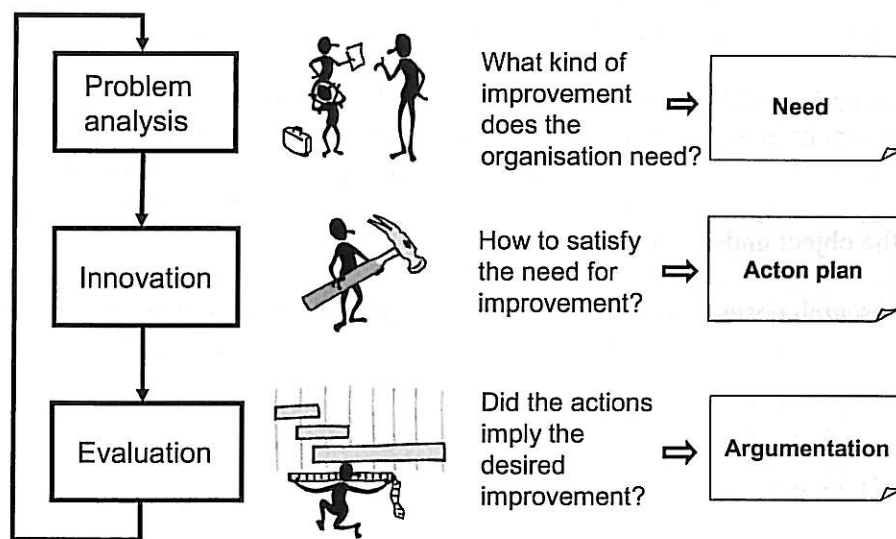 Problem
analysis
What kind of
improvement
does the
organisation need?
Need
Innovation
How to satisfy
the need for
improvement?
Acton plan
Evaluation
Did the actions
imply the
desired
improvement?
Argumentation